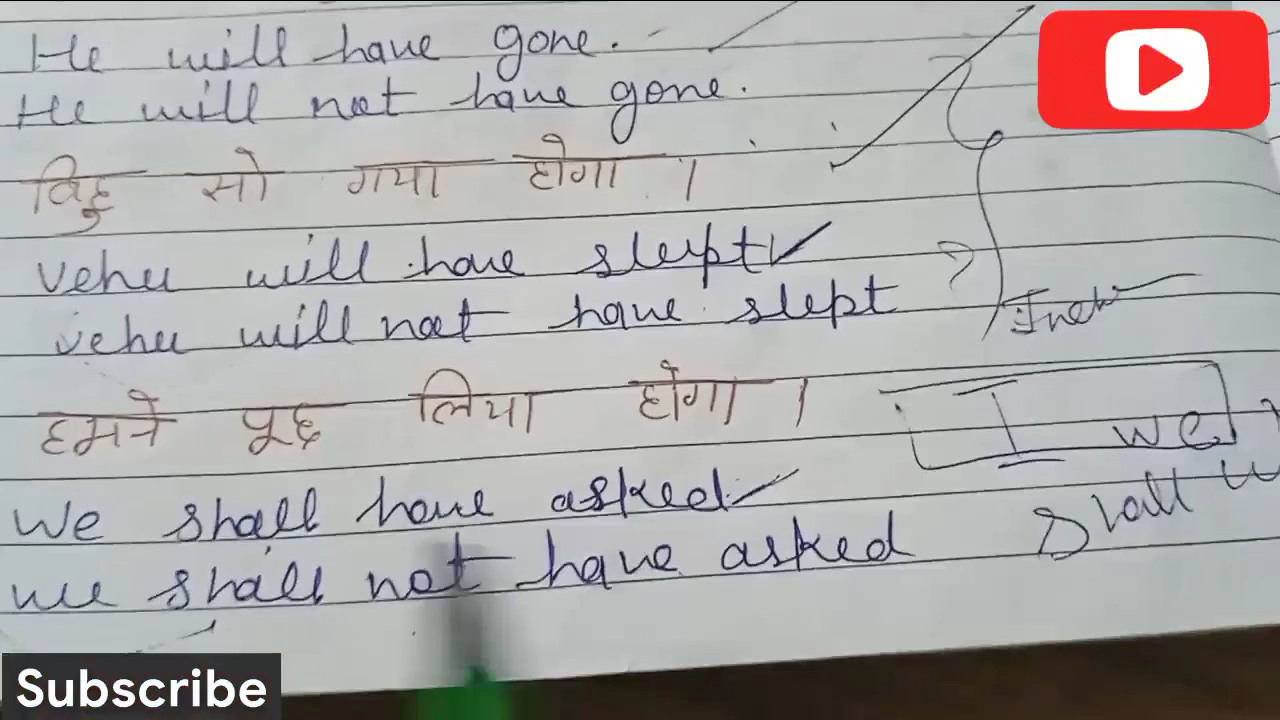 He will have gone.
He will not have gone.
विहु सो गया होगा ।
vehu will have slept
vehu will not have slept
हमने पूछ लिया होगा ।
I we
We shall have asked
shall
we shall not have asked
Subscribe